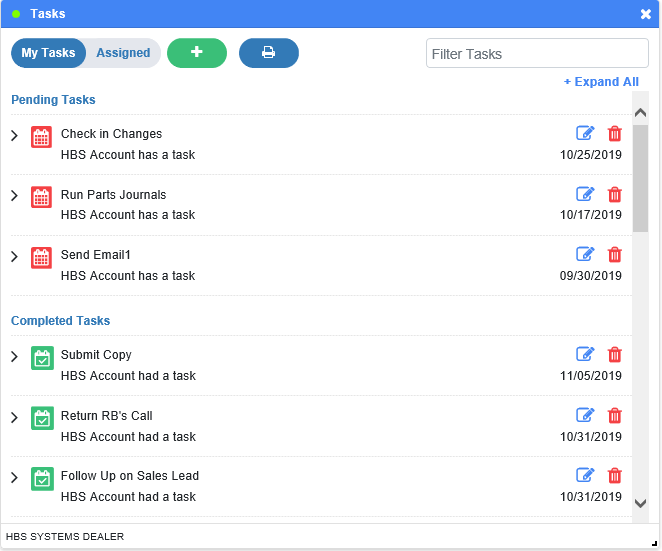 Tasks
My Tasks Assigned Filter Tasks
+ Expand All
Pending Tasks
Check in Changes
HBS Account has a task 10/25/2019
Run Parts Journals
HBS Account has a task 10/17/2019
Send Email1
HBS Account has a task 09/30/2019
Completed Tasks
Submit Copy
HBS Account had a task 11/05/2019
Return RB's Call
HBS Account had a task 10/31/2019
Follow Up on Sales Lead
HBS Account had a task 10/31/2019
HBS SYSTEMS DEALER